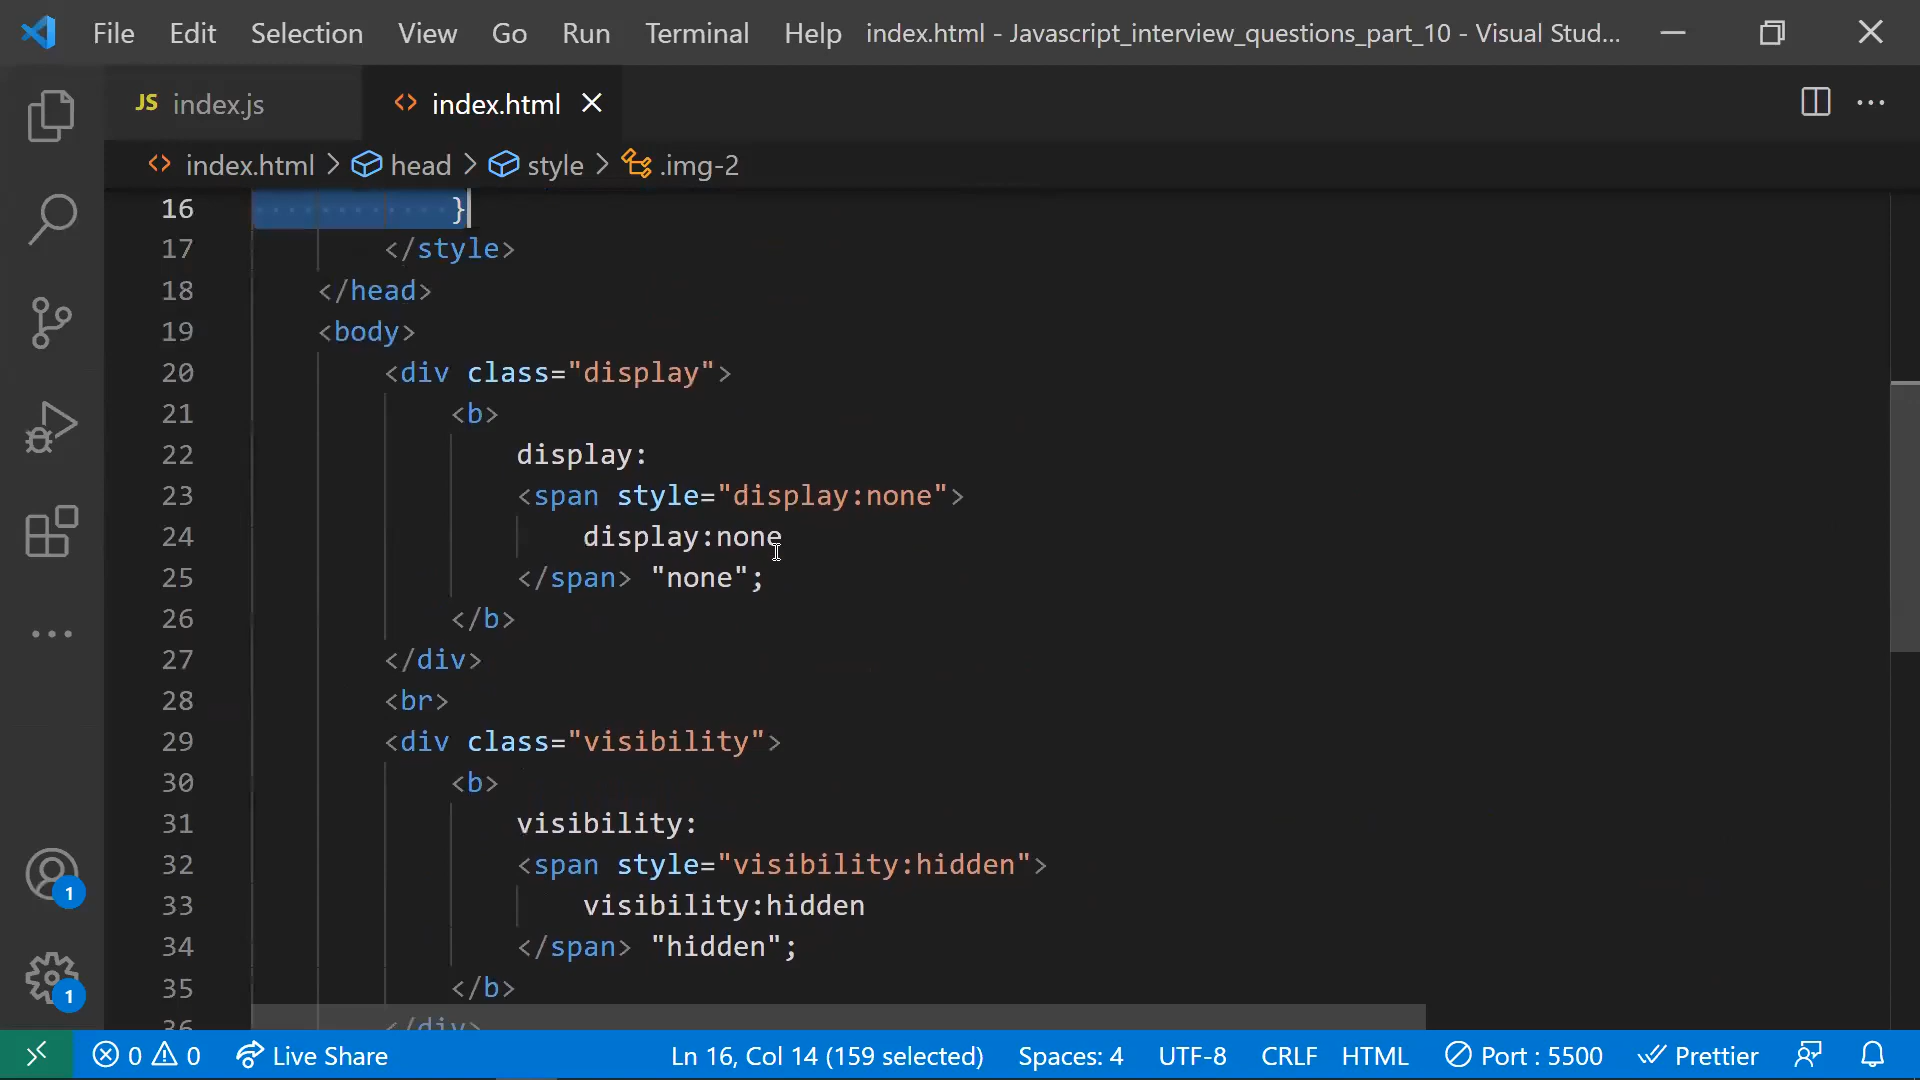 File Edit Selection View Go Run Terminal Help index.html - Javascript_interview_questions_part_10 - Visual Stud...
JS index.js <> index.html
<> index.html > head > style > .img-2
16 }
17 </style>
18 </head>
19 <body>
20 <div class="display">
21 <b>
22 display:
23 <span style="display:none">
24 display:none
25 </span> "none";
26 </b>
27 </div>
28 <br>
29 <div class="visibility">
30 <b>
31 visibility:
32 <span style="visibility:hidden">
33 visibility:hidden
34 </span> "hidden";
35 </b>
36 </div>
1
1
0 0 Live Share Ln 16, Col 14 (159 selected) Spaces: 4 UTF-8 CRLF HTML Port : 5500 Prettier